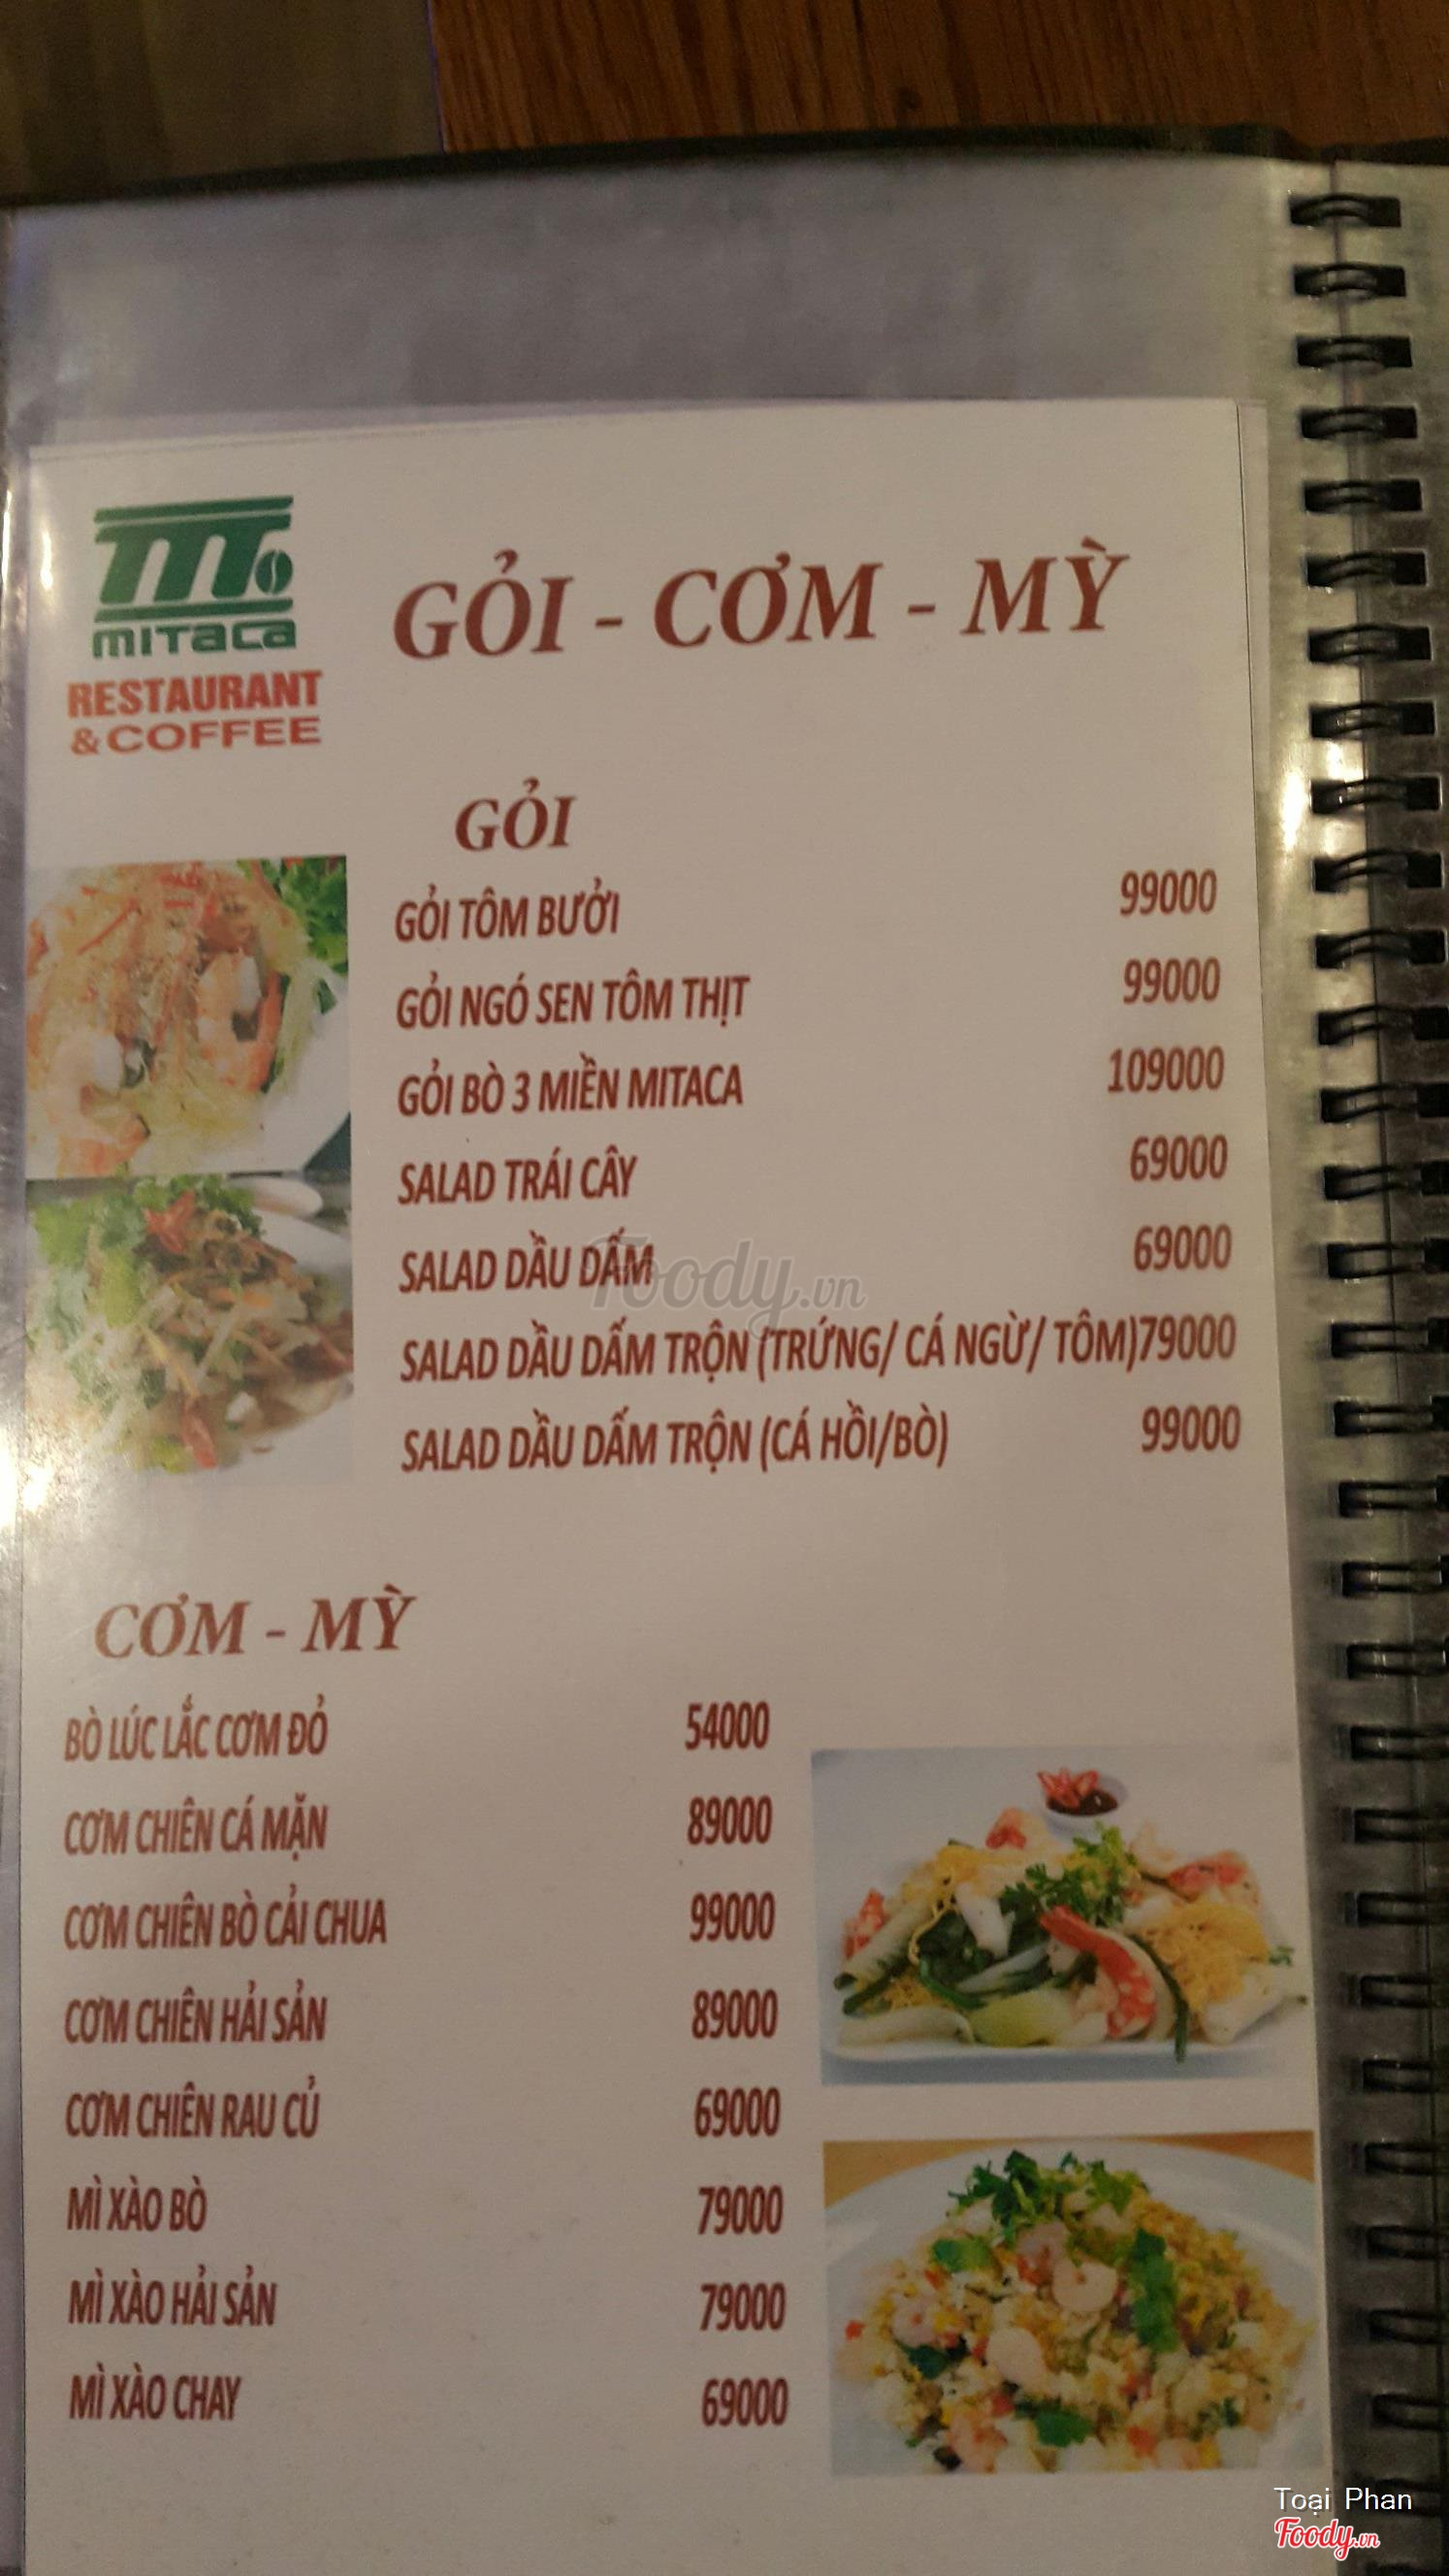 mitaca
RESTAURANT
& COFFEE
GỎI - CƠM - MỲ
GỎI
GỎI TÔM BƯỞI 99000
GỎI NGÓ SEN TÔM THỊT 99000
GỎI BÒ 3 MIỀN MITACA 109000
SALAD TRÁI CÂY 69000
SALAD DẦU DẤM 69000
SALAD DẦU DẤM TRỘN (TRỨNG/ CÁ NGỪ/ TÔM)79000
SALAD DẦU DẤM TRỘN (CÁ HỒI/BÒ) 99000
Foody.vn
CƠM - MỲ
BÒ LÚC LẮC CƠM ĐỎ 54000
CƠM CHIÊN CÁ MẶN 89000
CƠM CHIÊN BÒ CẢI CHUA 99000
CƠM CHIÊN HẢI SẢN 89000
CƠM CHIÊN RAU CỦ 69000
MÌ XÀO BÒ 79000
MÌ XÀO HẢI SẢN 79000
MÌ XÀO CHAY 69000
Toại Phan
Foody.vn